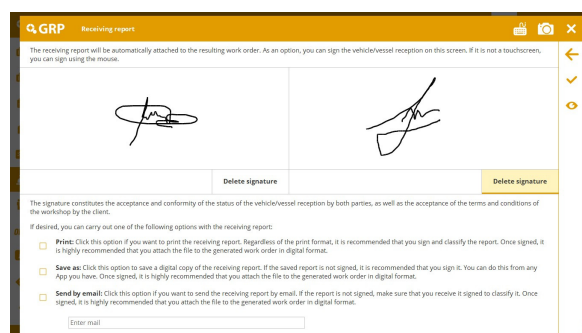 GRP Receiving report
The receiving report will be automatically attached to the resulting work order. As an option, you can sign the vehicle/vessel reception on this screen. If it is not a touchscreen,
you can sign using the mouse.
Delete signature Delete signature
The signature constitutes the acceptance and conformity of the status of the vehicle/vessel reception by both parties, as well as the acceptance of the terms and conditions of
the workshop by the client.
If desired, you can carry out one of the following options with the receiving report:
Print: Click this option if you want to print the receiving report. Regardless of the print format, it is recommended that you sign and classify the report. Once signed, it
is highly recommended that you attach the file to the generated work order in digital format.
Save as: Click this option to save a digital copy of the receiving report. If the saved report is not signed, it is recommended that you sign it. You can do this from any
App you have. Once signed, it is highly recommended that you attach the file to the generated work order in digital format.
Send by email: Click this option if you want to send the receiving report by email. If the report is not signed, make sure that you receive it signed to classify it. Once
signed, it is highly recommended that you attach the file to the generated work order in digital format.
Enter mail